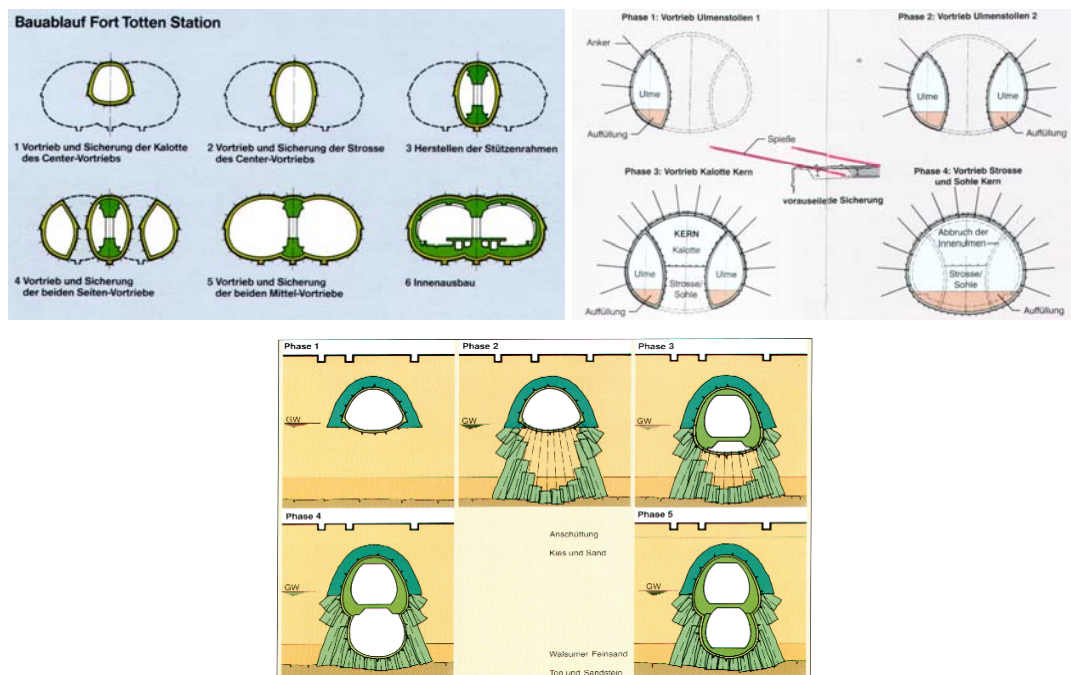 Bauablauf Fort Totten Station
1 Vortrieb und Sicherung der Kalotte
des Center-Vortriebs
2 Vortrieb und Sicherung der Strosse
des Center-Vortriebs
3 Herstellen der Stützenrahmen
4 Vortrieb und Sicherung
der beiden Seiten-Vortriebe
5 Vortrieb und Sicherung
der beiden Mittel-Vortriebe
6 Innenausbau
Phase 1: Vortrieb Ulmenstollen 1
Anker
Ulme
Auffüllung
Phase 2: Vortrieb Ulmenstollen 2
Ulme
Ulme
Auffüllung
Spieße
vorauseilede Sicherung
Phase 3: Vortrieb Kalotte Kern
KERN
Kalotte
Ulme
Ulme
Strosse/
Sohle
Phase 4: Vortrieb Strosse
und Sohle Kern
Abbruch der
Innenulmen
Strosse/
Sohle
Auffüllung
Phase 1
GW
Phase 2
GW
Phase 3
GW
Phase 4
GW
Anschüttung
Kies und Sand
Walsumer Feinsand
Ton und Sandstein
Phase 5
GW